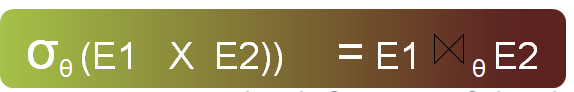 σθ(E1 X E2)) = E1 ⋈θ E2